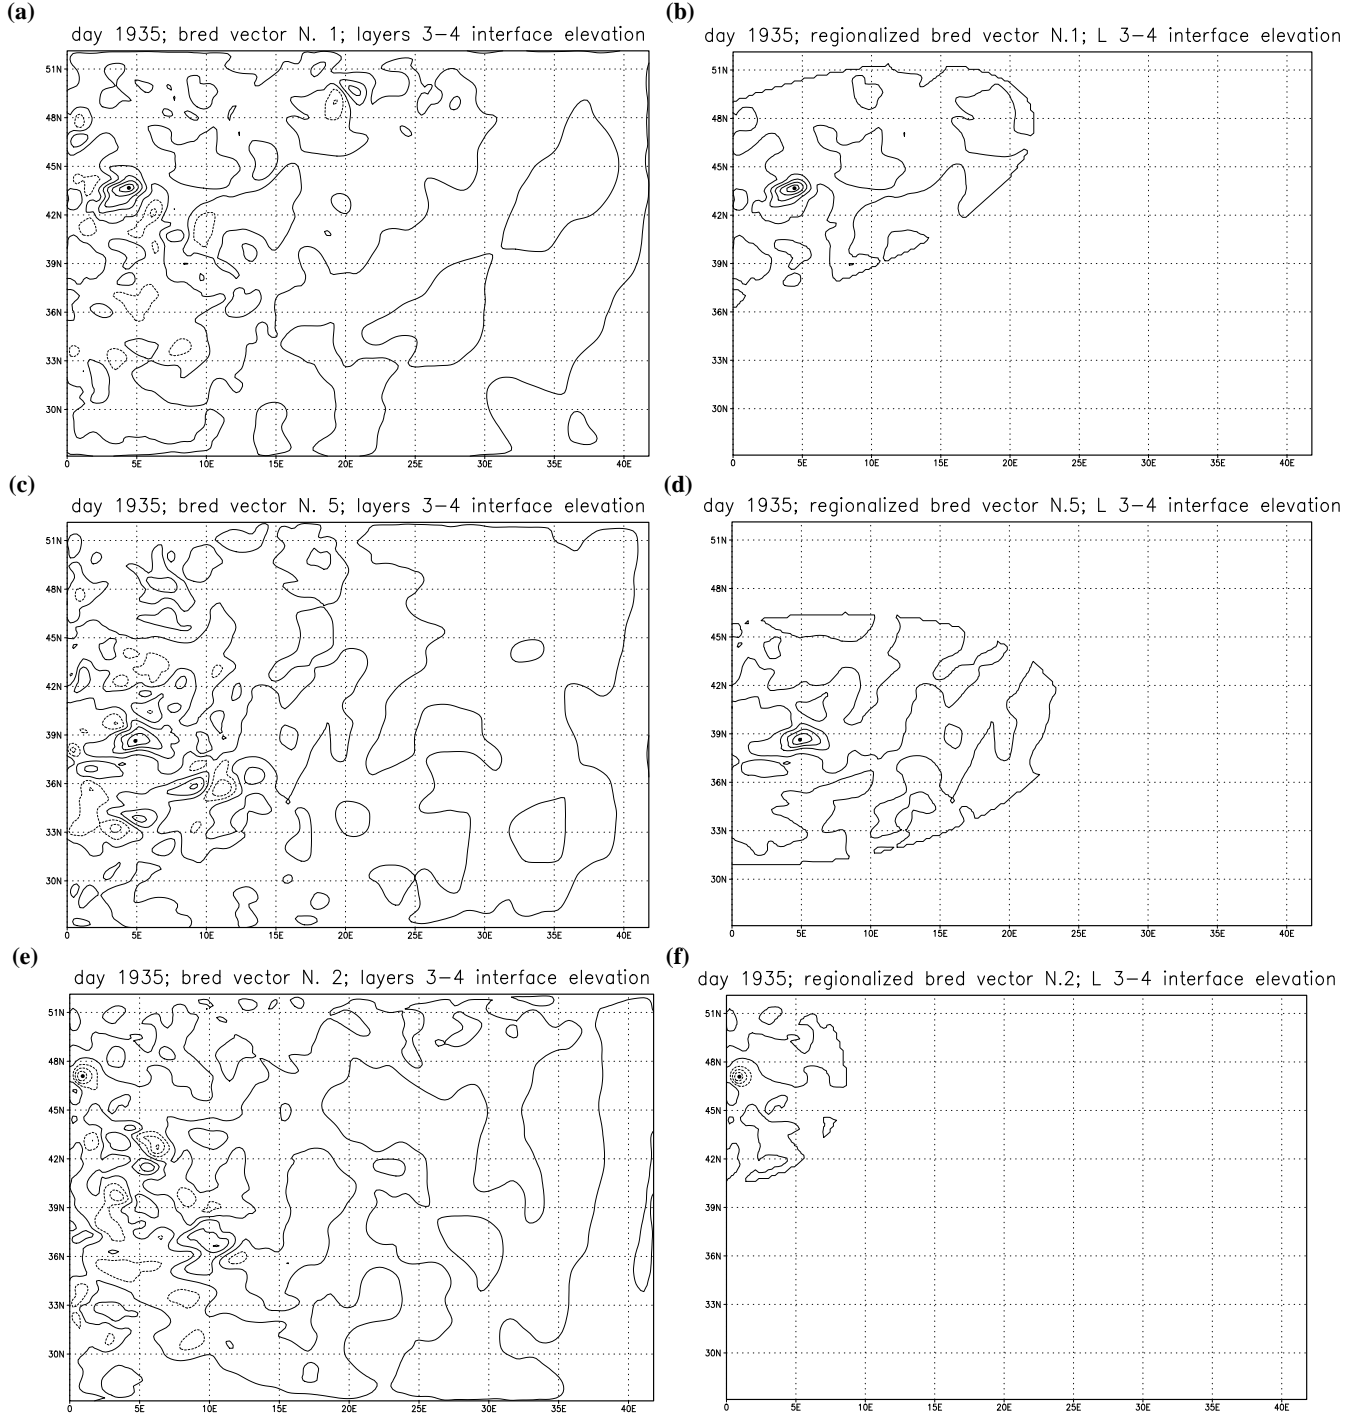 (a)
day 1935; bred vector N. 1; layers 3-4 interface elevation
51N
48N
45N
42N
39N
36N
33N
30N
0 5E 10E 15E 20E 25E 30E 35E 40E
(b)
day 1935; regionalized bred vector N.1; L 3-4 interface elevation
51N
48N
45N
42N
39N
36N
33N
30N
0 5E 10E 15E 20E 25E 30E 35E 40E
(c)
day 1935; bred vector N. 5; layers 3-4 interface elevation
51N
48N
45N
42N
39N
36N
33N
30N
0 5E 10E 15E 20E 25E 30E 35E 40E
(d)
day 1935; regionalized bred vector N.5; L 3-4 interface elevation
51N
48N
45N
42N
39N
36N
33N
30N
0 5E 10E 15E 20E 25E 30E 35E 40E
(e)
day 1935; bred vector N. 2; layers 3-4 interface elevation
51N
48N
45N
42N
39N
36N
33N
30N
0 5E 10E 15E 20E 25E 30E 35E 40E
(f)
day 1935; regionalized bred vector N.2; L 3-4 interface elevation
51N
48N
45N
42N
39N
36N
33N
30N
0 5E 10E 15E 20E 25E 30E 35E 40E